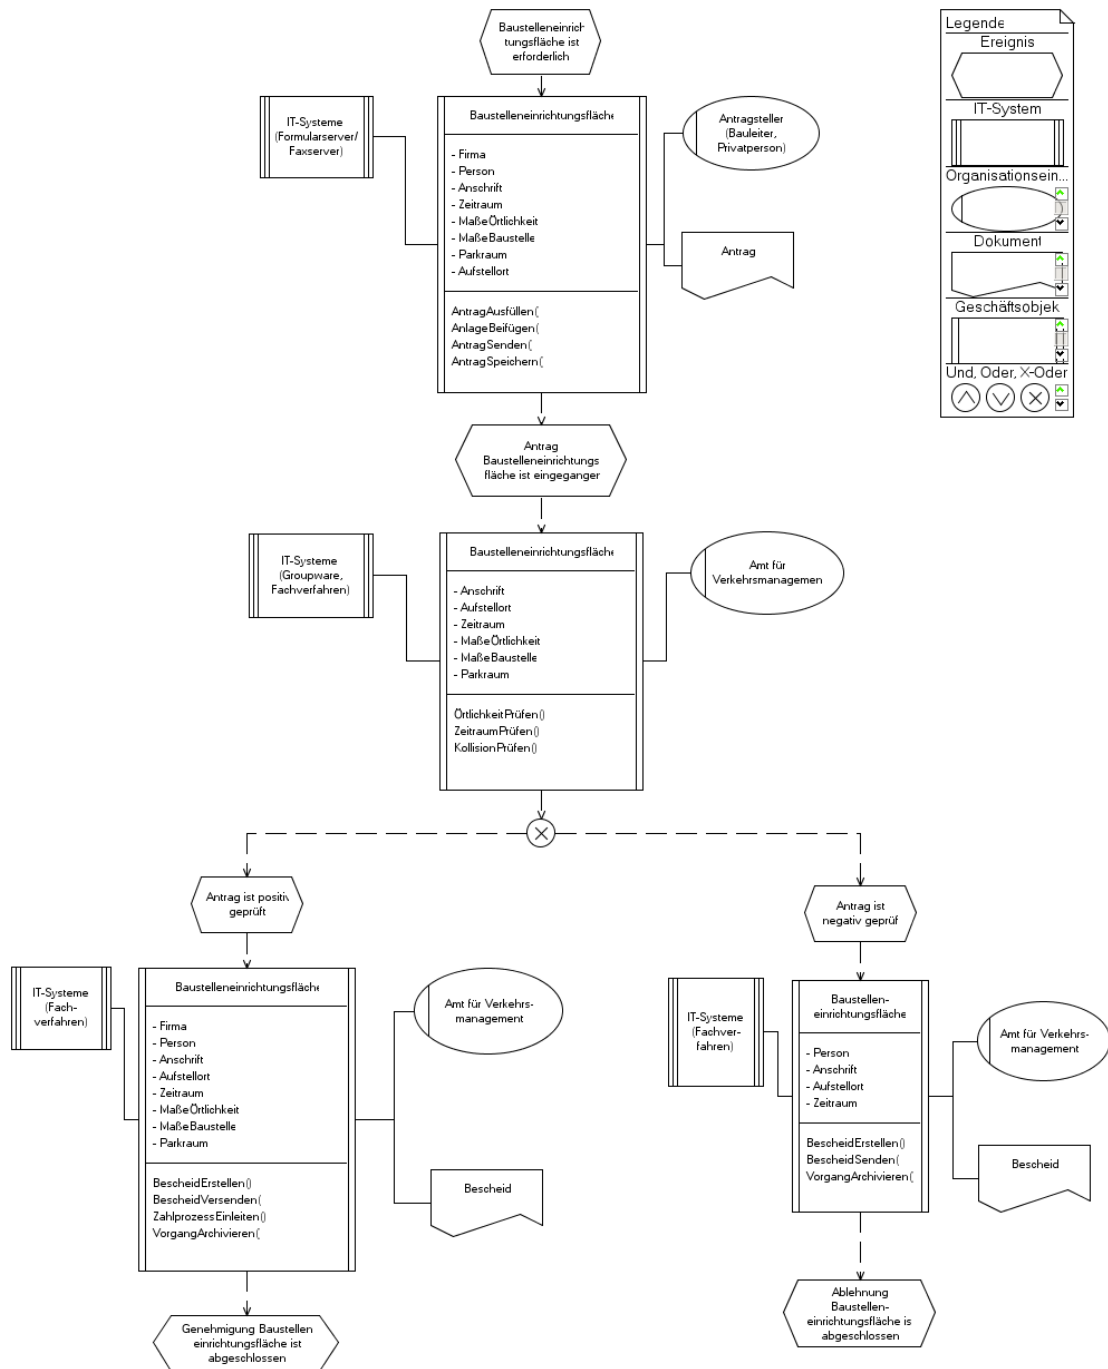 Baustelleneinrich
tungsfläche ist
erforderlich
IT-Systeme
(Formularserver/
Faxserver)
Baustelleneinrichtungsfläche
- Firma
- Person
- Anschrift
- Zeitraum
- MaßeÖrtlichkeit
- MaßeBaustelle
- Parkraum
- Aufstellort
AntragAusfüllen(
AnlageBeifügen(
AntragSenden(
AntragSpeichern(
Antragsteller
(Bauleiter,
Privatperson)
Antrag
Legende
Ereignis
IT-System
Organisationsein...
Dokument
Geschäftsobjek
Und, Oder, X-Oder
Antrag
Baustelleneinrichtungs
fläche ist eingeganger
IT-Systeme
(Groupware,
Fachverfahren)
Baustelleneinrichtungsfläche
- Anschrift
- Aufstellort
- Zeitraum
- MaßeÖrtlichkeit
- MaßeBaustelle
- Parkraum
ÖrtlichkeitPrüfen()
ZeitraumPrüfen()
KollisionPrüfen()
Amt für
Verkehrsmanagemen
Antrag ist positiv
geprüft
IT-Systeme
(Fach-
verfahren)
Baustelleneinrichtungsfläche
- Firma
- Person
- Anschrift
- Aufstellort
- Zeitraum
- MaßeÖrtlichkeit
- MaßeBaustelle
- Parkraum
BescheidErstellen()
BescheidVersenden(
ZahlprozessEinleiten()
VorgangArchivieren(
Amt für Verkehrs-
management
Bescheid
Genehmigung Baustellen
einrichtungsfläche ist
abgeschlossen
Antrag ist
negativ geprüf
IT-Systeme
(Fachver-
fahren)
Baustellen-
einrichtungsfläche
- Person
- Anschrift
- Aufstellort
- Zeitraum
BescheidErstellen()
BescheidSenden(
VorgangArchivieren(
Amt für Verkehrs-
management
Bescheid
Ablehnung
Baustellen-
einrichtungsfläche is
abgeschlossen